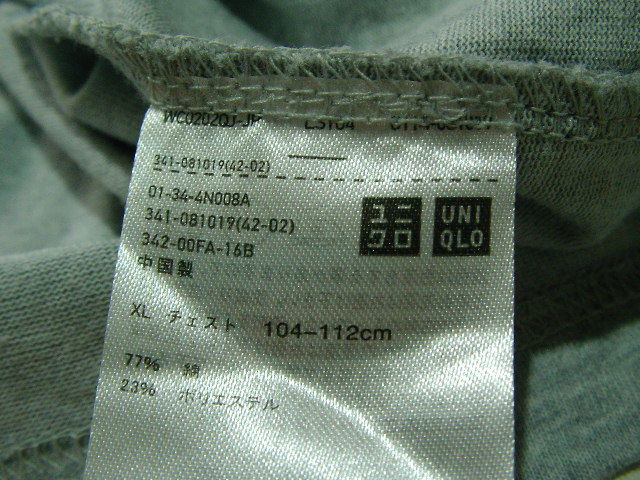 341-081019(42-02)
01-34-4N008A
341-081019(42-02)
342-00FA-16B
中国製
ユニ
クロ
UNI
QLO
XL チェスト 104-112cm
77% 綿
23% ポリエステル